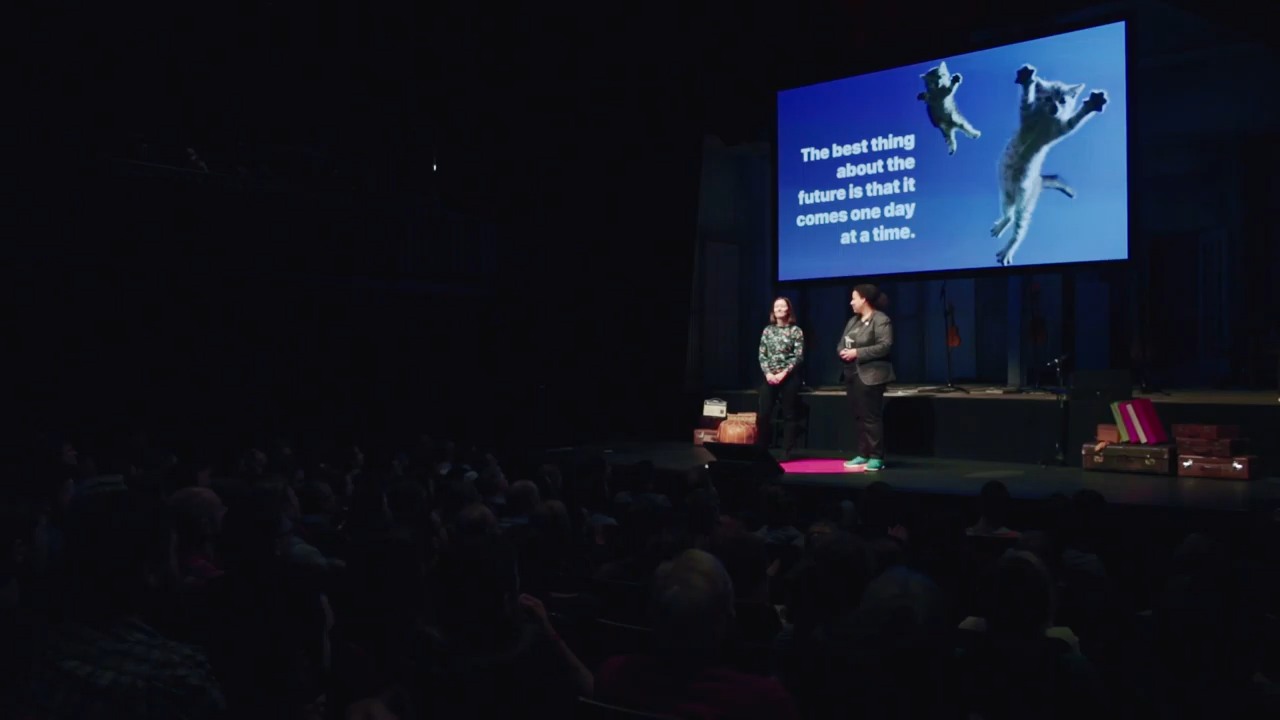 The best thing
about the
future is that it
comes one day
at a time.